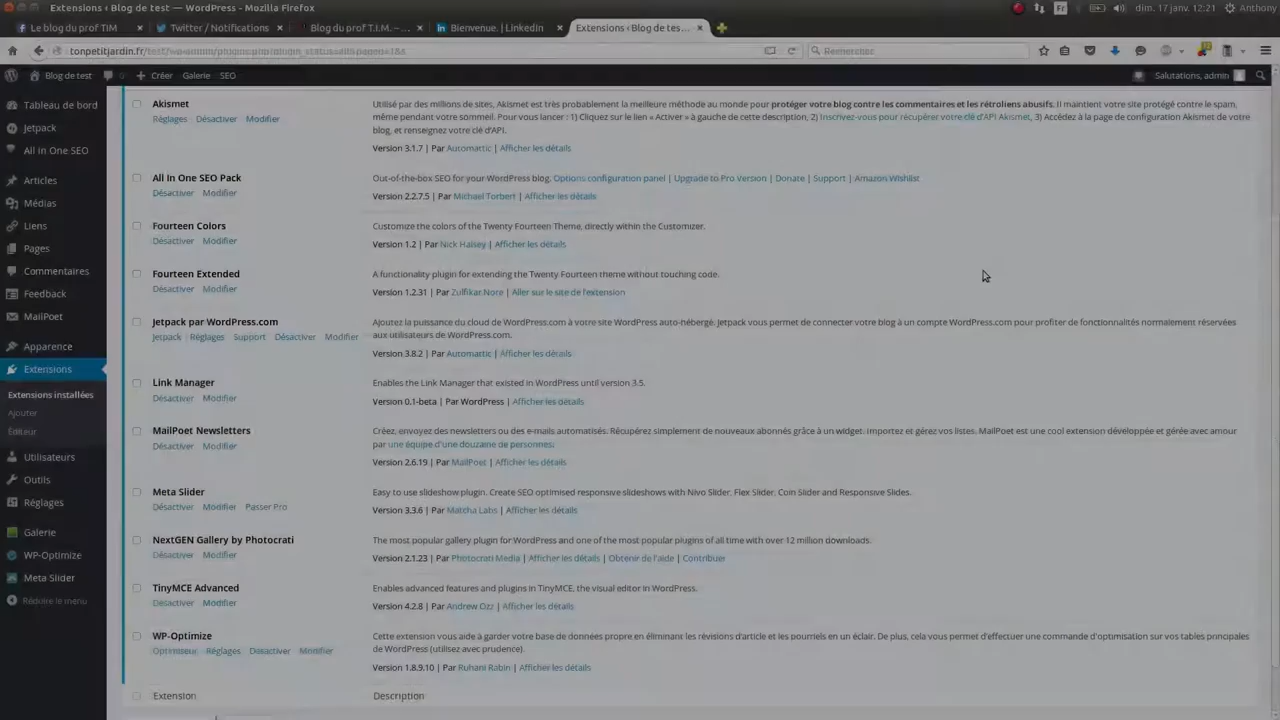 Extensions ‹ Blog de test — WordPress - Mozilla Firefox
Fr
dim. 17 janv. 12:21
Anthony
Le blog du prof TIM
Twitter / Notifications
Blog du prof T.I.M. – ...
Bienvenue. | LinkedIn
Extensions ‹ Blog de tes...
tonpetitjardin.fr/test/wp-admin/plugins.php?plugin_status=all&paged=1&s
Rechercher
Blog de test
0
Créer
Galerie
SEO
Salutations, admin
Tableau de bord
Jetpack
All in One SEO
Articles
Médias
Liens
Pages
Commentaires
Feedback
MailPoet
Apparence
Extensions
Extensions installées
Ajouter
Éditeur
Utilisateurs
Outils
Réglages
Galerie
WP-Optimize
Meta Slider
Réduire le menu
Akismet
Réglages Désactiver Modifier
Utilisé par des millions de sites, Akismet est très probablement la meilleure méthode au monde pour protéger votre blog contre les commentaires et les rétroliens abusifs. Il maintient votre site protégé contre le spam,
même pendant votre sommeil. Pour vous lancer : 1) Cliquez sur le lien « Activer » à gauche de cette description, 2) Inscrivez-vous pour récupérer votre clé d'API Akismet, 3) Accédez à la page de configuration Akismet de votre
blog, et renseignez votre clé d'API.
Version 3.1.7 | Par Automattic | Afficher les détails
All In One SEO Pack
Désactiver Modifier
Out-of-the-box SEO for your WordPress blog. Options configuration panel | Upgrade to Pro Version | Donate | Support | Amazon Wishlist
Version 2.2.7.5 | Par Michael Torbert | Afficher les détails
Fourteen Colors
Désactiver Modifier
Customize the colors of the Twenty Fourteen Theme, directly within the Customizer.
Version 1.2 | Par Nick Halsey | Afficher les détails
Fourteen Extended
Désactiver Modifier
A functionality plugin for extending the Twenty Fourteen theme without touching code.
Version 1.2.31 | Par Zulfikar Nore | Aller sur le site de l'extension
Jetpack par WordPress.com
Jetpack Réglages Support Désactiver Modifier
Ajoutez la puissance du cloud de WordPress.com à votre site WordPress auto-hébergé. Jetpack vous permet de connecter votre blog à un compte WordPress.com pour profiter de fonctionnalités normalement réservées
aux utilisateurs de WordPress.com.
Version 3.8.2 | Par Automattic | Afficher les détails
Link Manager
Désactiver Modifier
Enables the Link Manager that existed in WordPress until version 3.5.
Version 0.1-beta | Par WordPress | Afficher les détails
MailPoet Newsletters
Désactiver Modifier
Créez, envoyez des newsletters ou des e-mails automatisés. Récupérez simplement de nouveaux abonnés grâce à un widget. Importez et gérez vos listes. MailPoet est une cool extension développée et gérée avec amour
par une équipe d'une douzaine de personnes.
Version 2.6.19 | Par MailPoet | Afficher les détails
Meta Slider
Désactiver Modifier Passer Pro
Easy to use slideshow plugin. Create SEO optimised responsive slideshows with Nivo Slider, Flex Slider, Coin Slider and Responsive Slides.
Version 3.3.6 | Par Matcha Labs | Afficher les détails
NextGEN Gallery by Photocrati
Désactiver Modifier
The most popular gallery plugin for WordPress and one of the most popular plugins of all time with over 12 million downloads.
Version 2.1.23 | Par Photocrati Media | Afficher les détails | Obtenir de l'aide | Contribuer
TinyMCE Advanced
Désactiver Modifier
Enables advanced features and plugins in TinyMCE, the visual editor in WordPress.
Version 4.2.8 | Par Andrew Ozz | Afficher les détails
WP-Optimize
Optimiseur Réglages Désactiver Modifier
Cette extension vous aide à garder votre base de données propre en éliminant les révisions d'article et les pourriels en un éclair. De plus, cela vous permet d'effectuer une commande d'optimisation sur vos tables principales
de WordPress (utilisez avec prudence).
Version 1.8.9.10 | Par Ruhani Rabin | Afficher les détails
Extension
Description